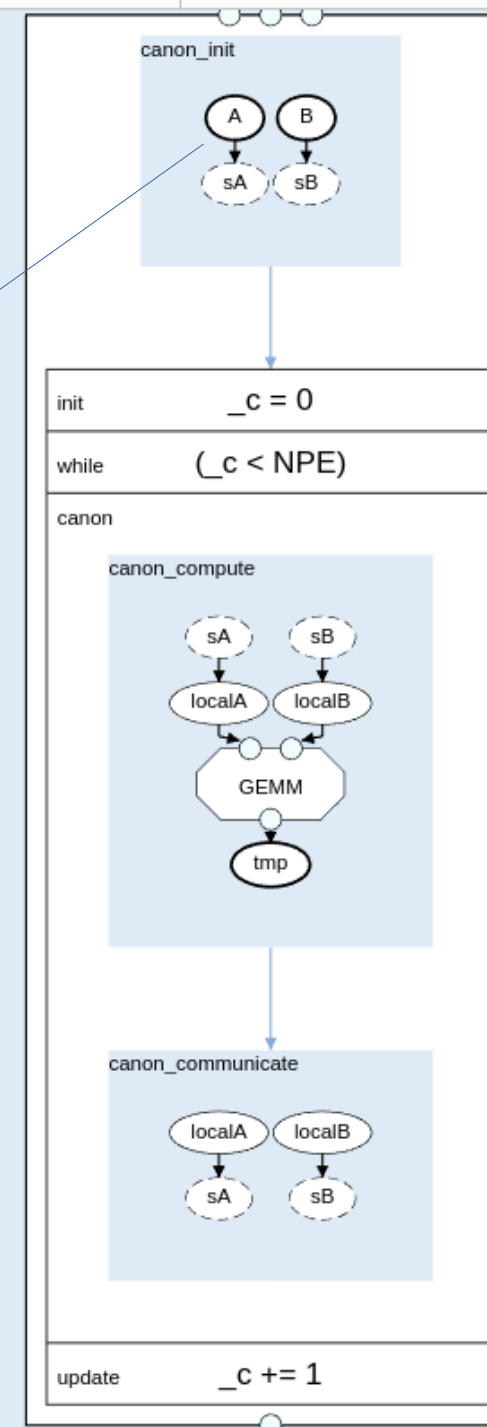 canon_init
A B
sA sB
init _c = 0
while (_c < NPE)
canon
canon_compute
sA sB
localA localB
GEMM
tmp
canon_communicate
localA localB
sA sB
update _c += 1